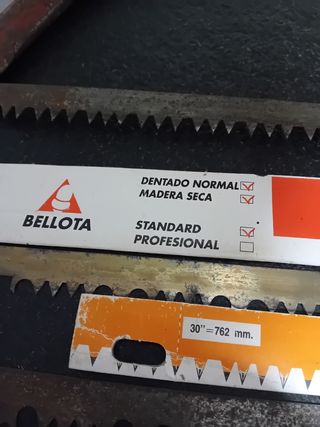 DENTADO NORMAL
MADERA SECA
BELLOTA
STANDARD
PROFESIONAL
30"=762 mm.